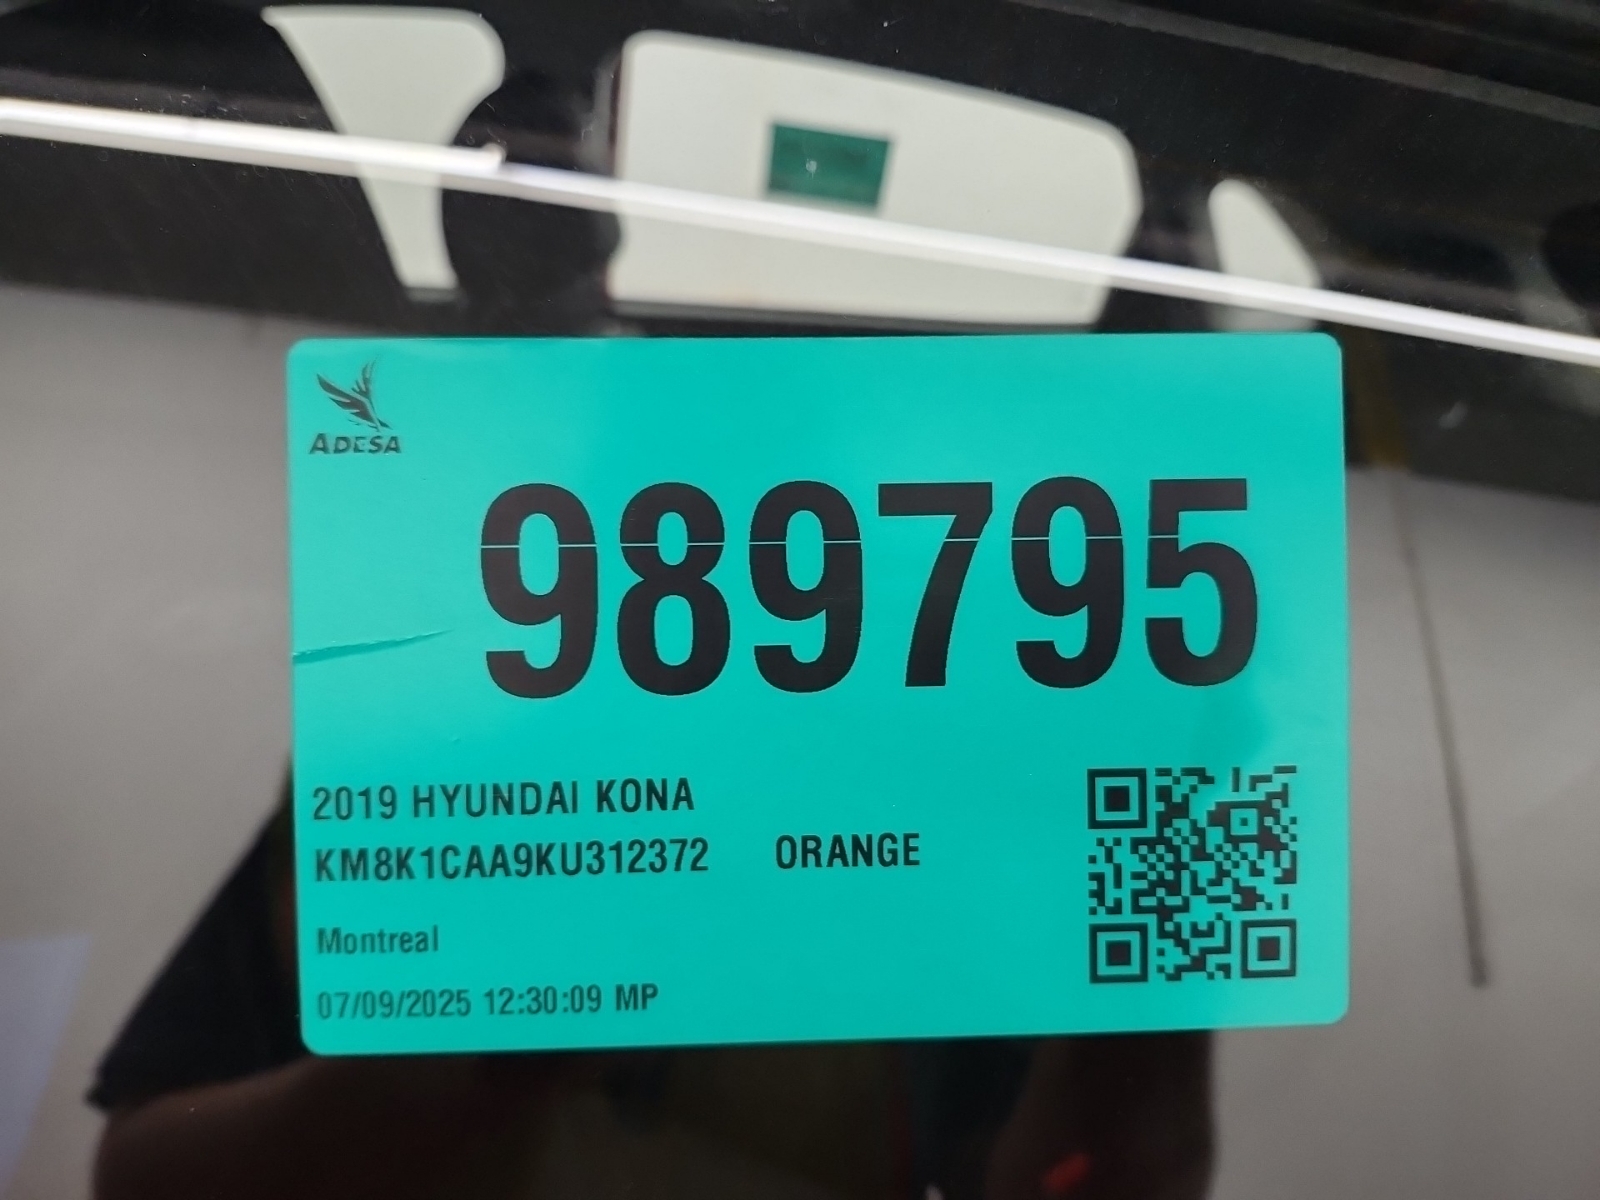 ADESA
989795
2019 HYUNDAI KONA
KM8K1CAA9KU312372 ORANGE
Montreal
07/09/2025 12:30:09 MP